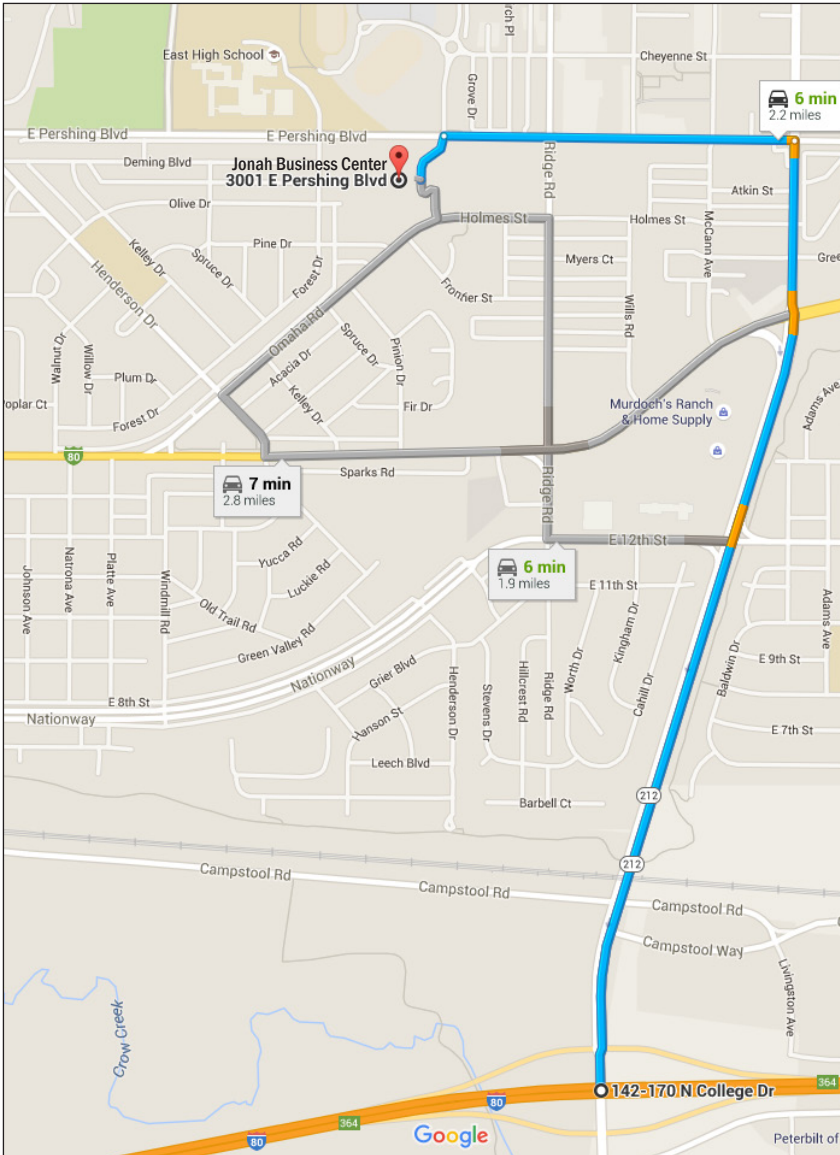 rch Pl
East High School
Cheyenne St
Grove Dr
6 min
2.2 miles
E Pershing Blvd
E Pershing Blvd
Ridge Rd
Deming Blvd
Jonah Business Center
3001 E Pershing Blvd
Atkin St
Olive Dr
Holmes St
Holmes St
McCann Ave
Kelley Dr
Pine Dr
Spruce Dr
Forest Dr
Myers Ct
Gree
Henderson Dr
Frontier St
Wills Rd
Omaha Rd
Walnut Dr
Willow Dr
Spruce Dr
Pinion Dr
Acacia Dr
Plum Dr
Kelley Dr
Fir Dr
Poplar Ct
Forest Dr
Murdoch's Ranch
& Home Supply
Adams Ave
80
Sparks Rd
7 min
2.8 miles
Ridge Rd
E 12th St
Yucca Rd
6 min
1.9 miles
Luckie Rd
E 11th St
Johnson Ave
Natrona Ave
Platte Ave
Windmill Rd
Old Trail Rd
Green Valley Rd
Kingham Dr
Adams Ave
Nationway
Grier Blvd
Worth Dr
Baldwin Dr
E 9th St
Henderson Dr
Stevens Dr
Hillcrest Rd
Ridge Rd
Cahill Dr
E 8th St
Nationway
Hanson St
E 7th St
Leech Blvd
Barbell Ct
212
212
Campstool Rd
Campstool Rd
Campstool Rd
Campstool Way
Livingston Ave
Crow Creek
142-170 N College Dr
364
80
364
80
Google
Peterbilt of